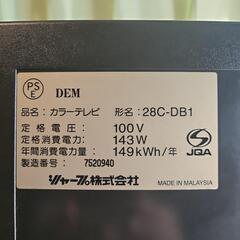 PS
E
DEM
品名：カラーテレビ 形名：28C-DB1
定格電圧： 100V
定格消費電力： 143W
年間消費電力量： 149kWh/年
製造番号： 7520940
JQA
シャープ株式会社
MADE IN MALAYSIA